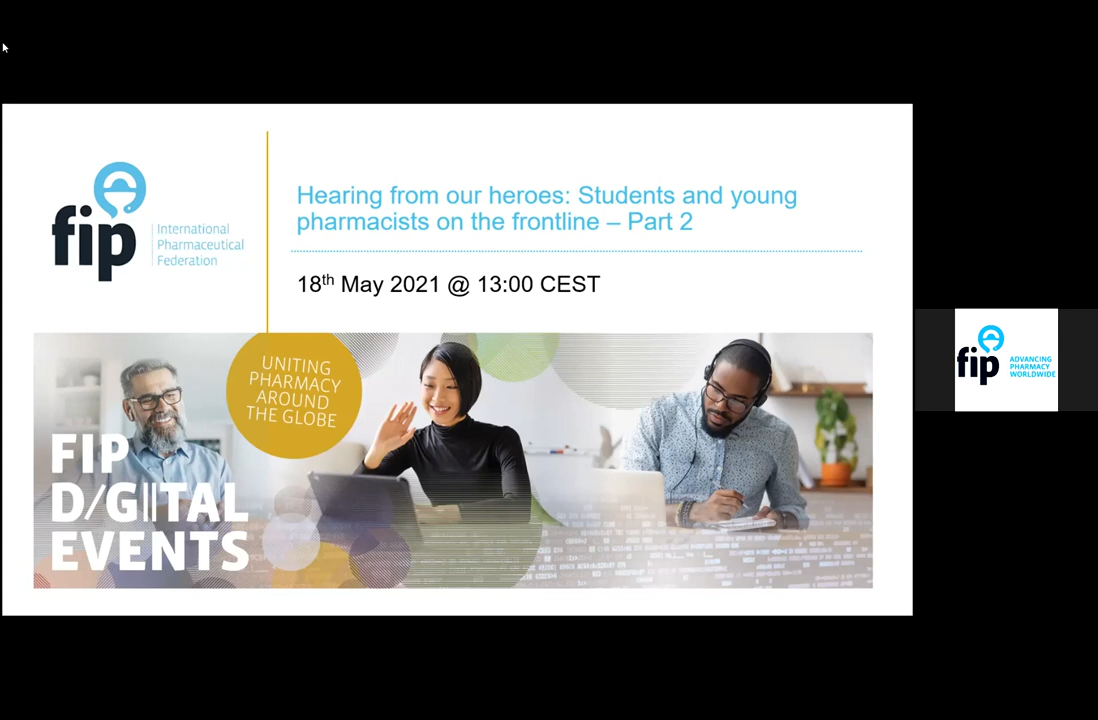 fip
International
Pharmaceutical
Federation
Hearing from our heroes: Students and young
pharmacists on the frontline – Part 2
18th May 2021 @ 13:00 CEST
UNITING
PHARMACY
AROUND
THE GLOBE
FIP
D/GITAL
EVENTS
fip
ADVANCING
PHARMACY
WORLDWIDE